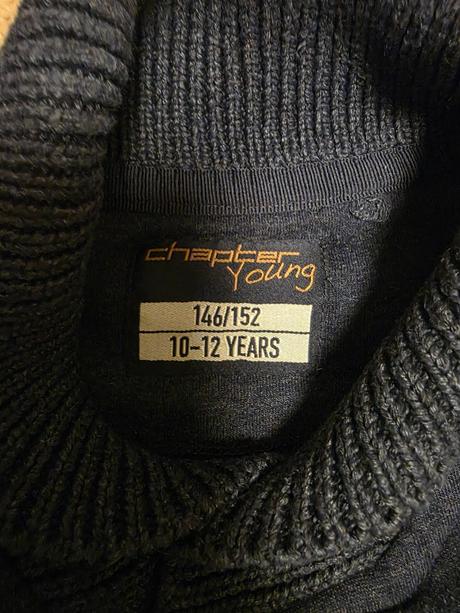 chapter
Young
146/152
10-12 YEARS